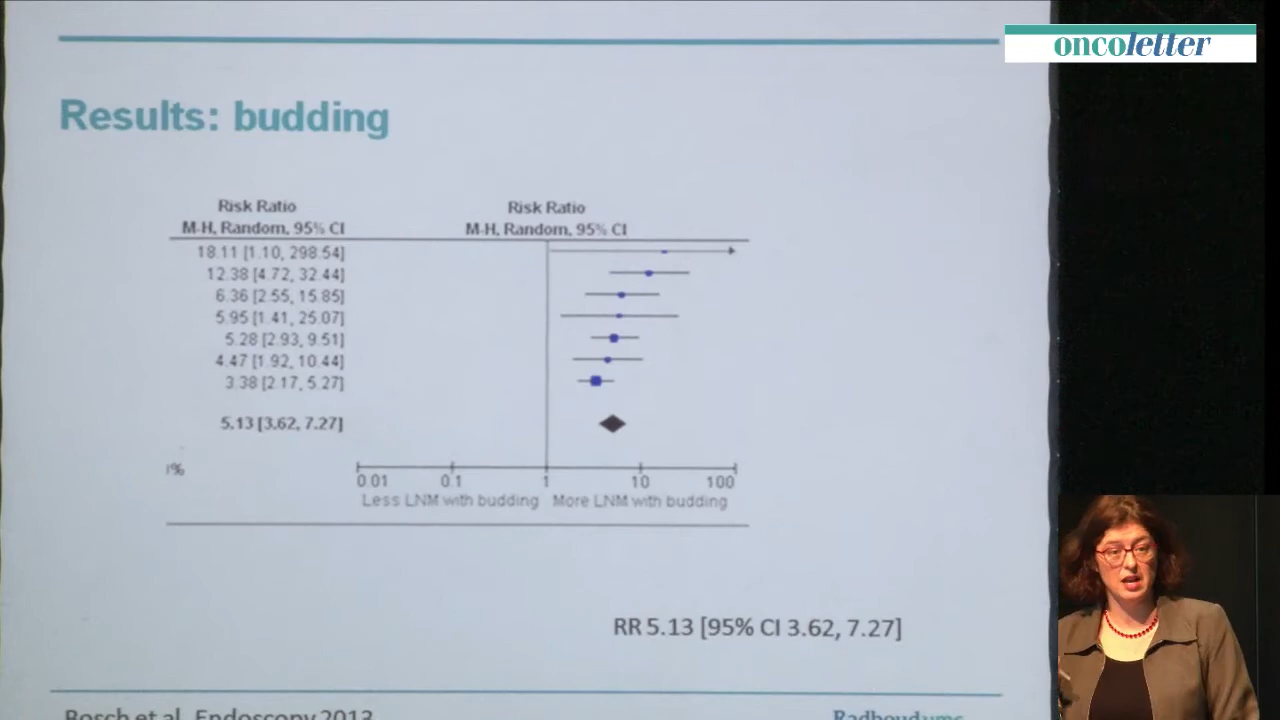 oncoletter
Results: budding
Risk Ratio
M-H, Random, 95% CI
18.11 [1.10, 298.54]
12.38 [4.72, 32.44]
6.36 [2.55, 15.85]
5.95 [1.41, 25.07]
5.28 [2.93, 9.51]
4.47 [1.92, 10.44]
3.38 [2.17, 5.27]
5.13 [3.62, 7.27]
Risk Ratio
M-H, Random, 95% CI
0.01 0.1 1 10 100
Less LNM with budding More LNM with budding
RR 5.13 [95% CI 3.62, 7.27]
Bosch et al. Endoscopy 2013
Radboudumc